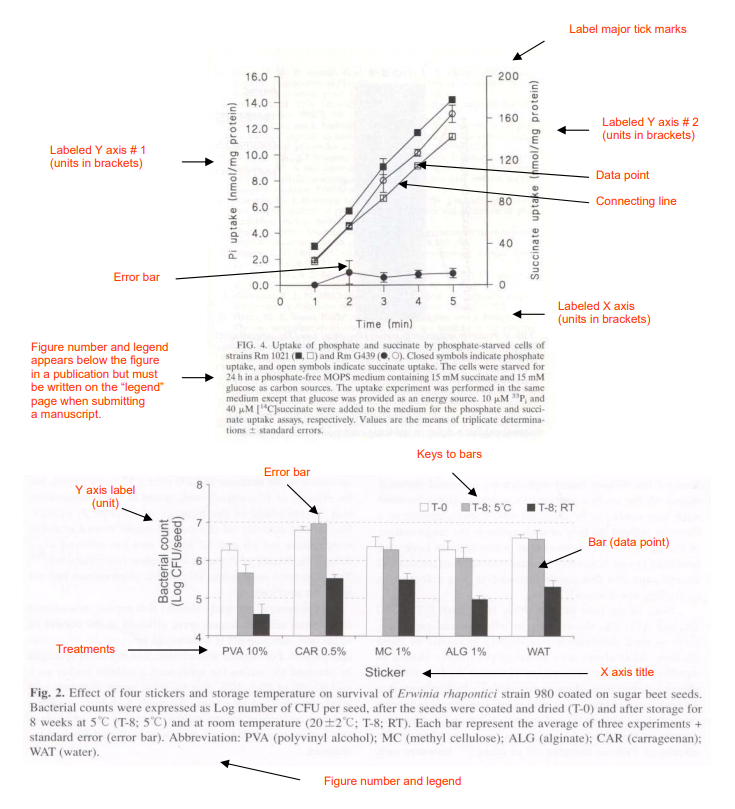 Label major tick marks
16.0
14.0
12.0
10.0
8.0
6.0
4.0
2.0
0.0
Pi uptake (nmol/mg protein)
200
160
120
80
40
0
Succinate uptake (nmol/mg protein)
0 1 2 3 4 5
Time (min)
Labeled Y axis # 1
(units in brackets)
Labeled Y axis # 2
(units in brackets)
Data point
Connecting line
Error bar
Labeled X axis
(units in brackets)
Figure number and legend
appears below the figure
in a publication but must
be written on the “legend”
page when submitting
a manuscript.
FIG. 4. Uptake of phosphate and succinate by phosphate-starved cells of
strains Rm 1021 (■, □) and Rm G439 (●, ○). Closed symbols indicate phosphate
uptake, and open symbols indicate succinate uptake. The cells were starved for
24 h in a phosphate-free MOPS medium containing 15 mM succinate and 15 mM
glucose as carbon sources. The uptake experiment was performed in the same
medium except that glucose was provided as an energy source. 10 μM ³³Pᵢ and
40 μM [¹⁴C]succinate were added to the medium for the phosphate and succi-
nate uptake assays, respectively. Values are the means of triplicate determina-
tions ± standard errors.
Keys to bars
Error bar
Y axis label
(unit)
8
7
6
5
4
Bacterial count
(Log CFU/seed)
T-0 T-8; 5℃ T-8; RT
Bar (data point)
Treatments
PVA 10% CAR 0.5% MC 1% ALG 1% WAT
Sticker
X axis title
Fig. 2. Effect of four stickers and storage temperature on survival of Erwinia rhapontici strain 980 coated on sugar beet seeds.
Bacterial counts were expressed as Log number of CFU per seed, after the seeds were coated and dried (T-0) and after storage for
8 weeks at 5℃ (T-8; 5℃) and at room temperature (20±2℃; T-8; RT). Each bar represent the average of three experiments +
standard error (error bar). Abbreviation: PVA (polyvinyl alcohol); MC (methyl cellulose); ALG (alginate); CAR (carrageenan);
WAT (water).
Figure number and legend